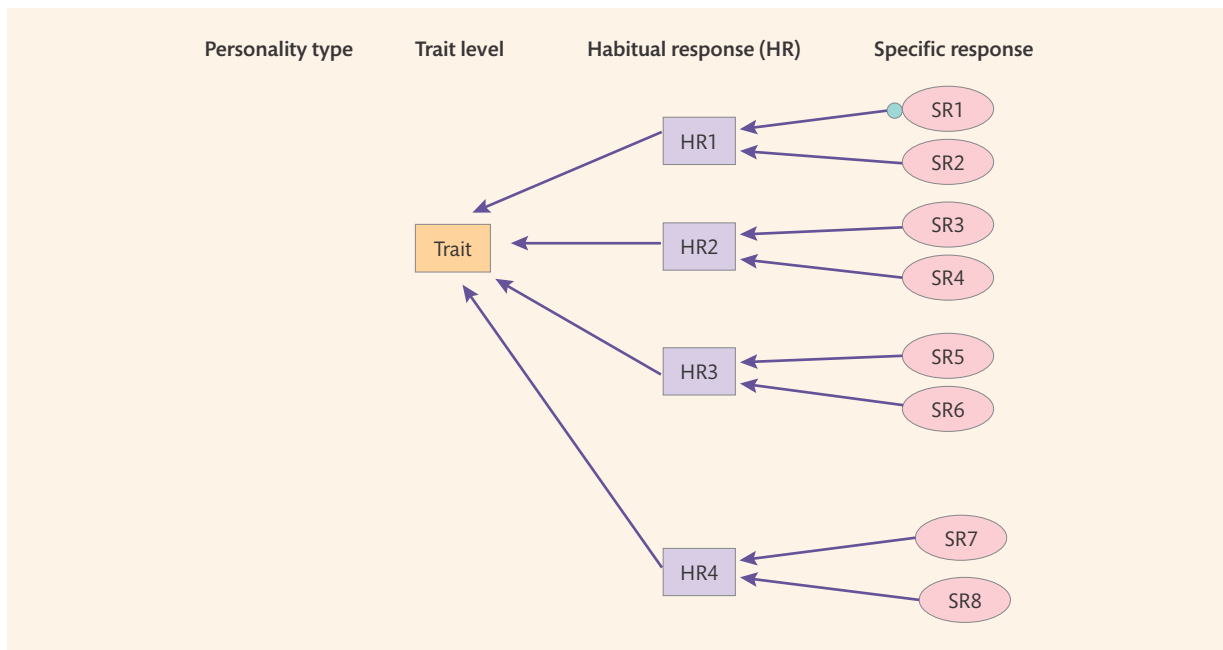 Personality type Trait level Habitual response (HR) Specific response
SR1
HR1
SR2
SR3
Trait
HR2
SR4
SR5
HR3
SR6
SR7
HR4
SR8